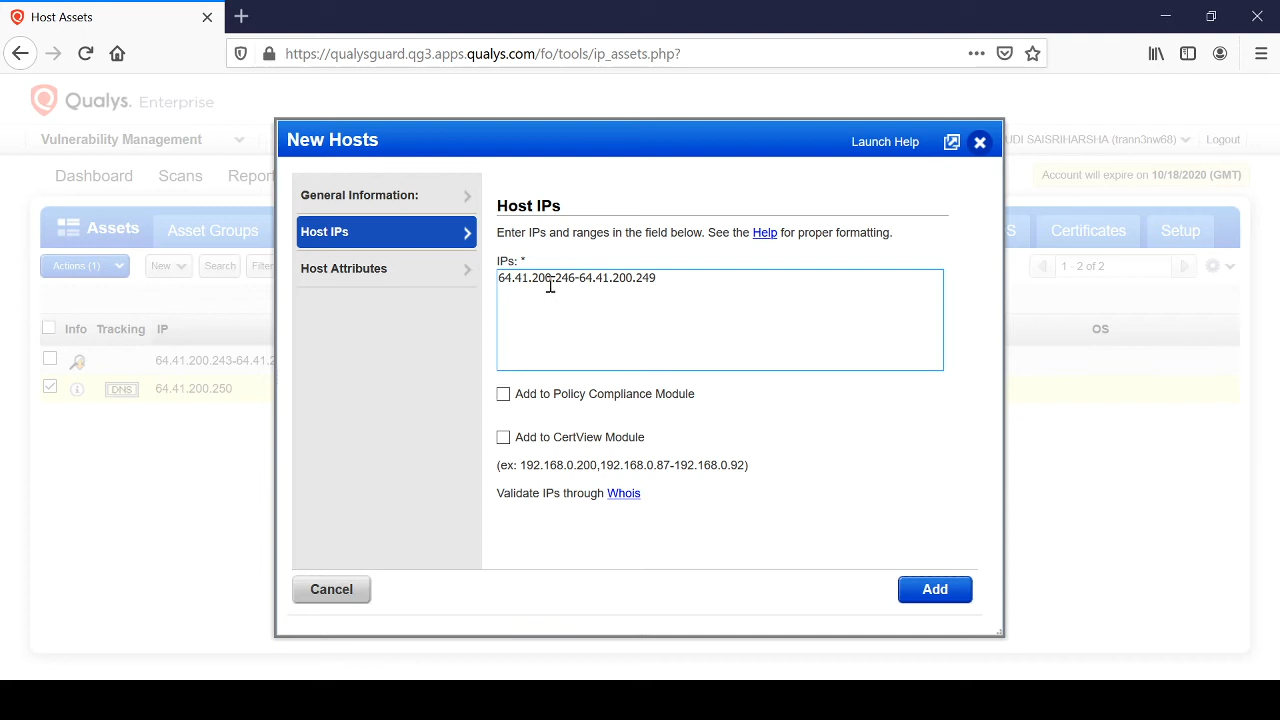 Host Assets
https://qualysguard.qg3.apps.qualys.com/fo/tools/ip_assets.php?
Qualys. Enterprise
Vulnerability Management
UDI SAISRIHARSHA (trann3nw68) Logout
Dashboard Scans Report
Account will expire on 10/18/2020 (GMT)
Assets Asset Groups S Certificates Setup
Actions (1) New Search Filter 1 - 2 of 2
Info Tracking IP OS
64.41.200.243-64.41.2
DNS 64.41.200.250
New Hosts Launch Help
General Information:
Host IPs
Host Attributes
Host IPs
Enter IPs and ranges in the field below. See the Help for proper formatting.
IPs: *
64.41.200.246-64.41.200.249
Add to Policy Compliance Module
Add to CertView Module
(ex: 192.168.0.200,192.168.0.87-192.168.0.92)
Validate IPs through Whois
Cancel Add